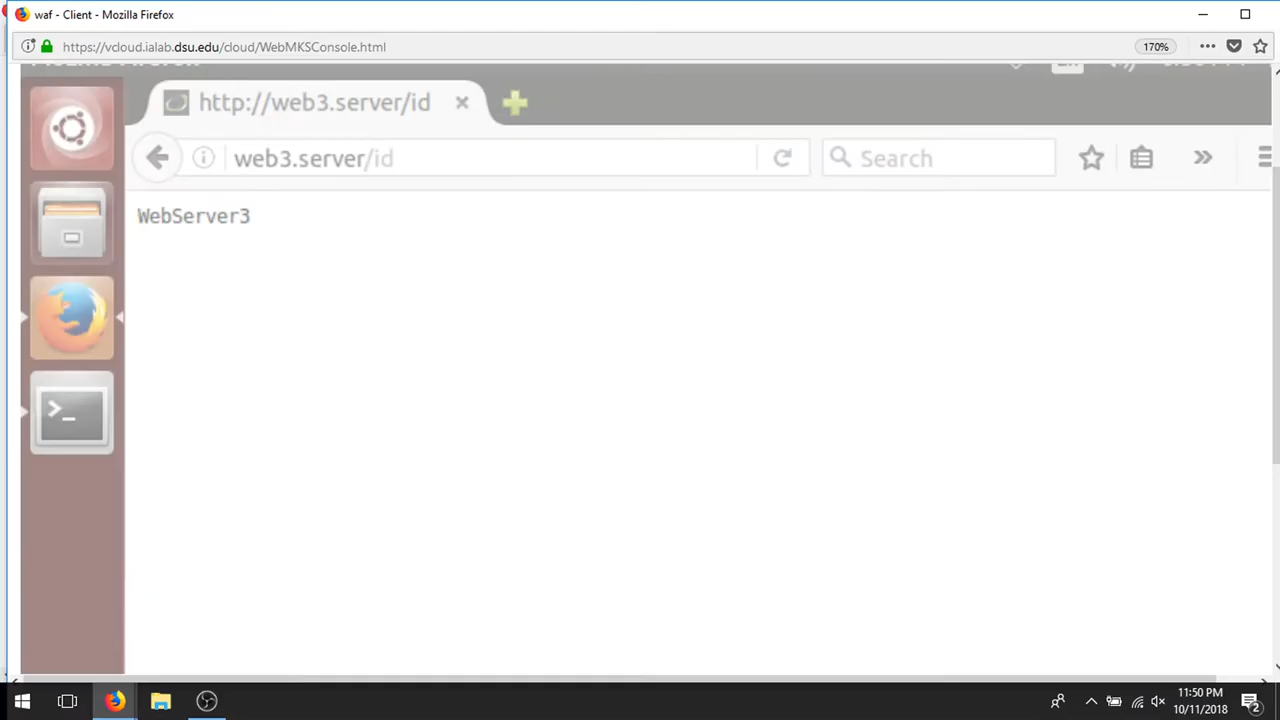 waf - Client - Mozilla Firefox
https://vcloud.ialab.dsu.edu/cloud/WebMKSConsole.html
170%
http://web3.server/id
web3.server/id
Search
WebServer3
11:50 PM
10/11/2018
2